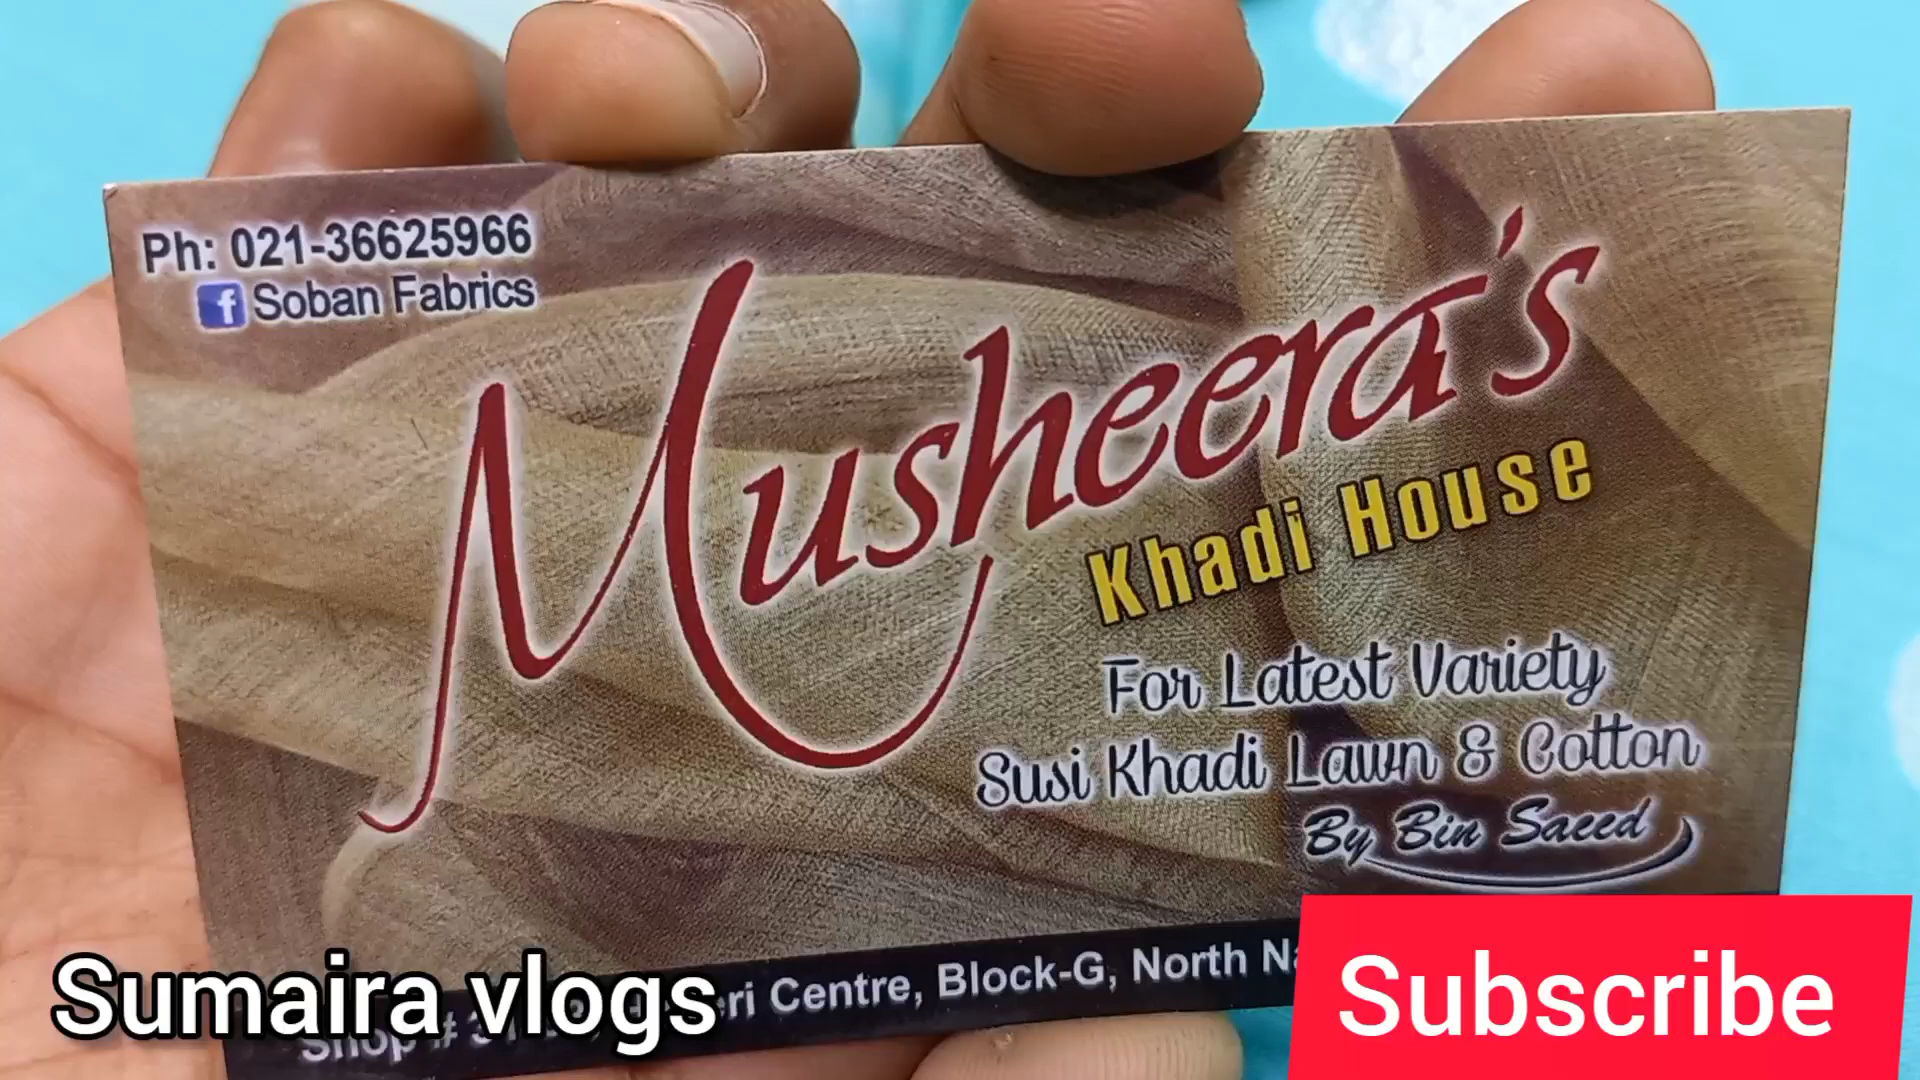 Ph: 021-36625966
f Soban Fabrics
Musheera's
Khadi House
For Latest Variety
Susi Khadi Lawn & Cotton
By Bin Saeed
Shop # Centre, Block-G, North
Sumaira vlogs
Subscribe